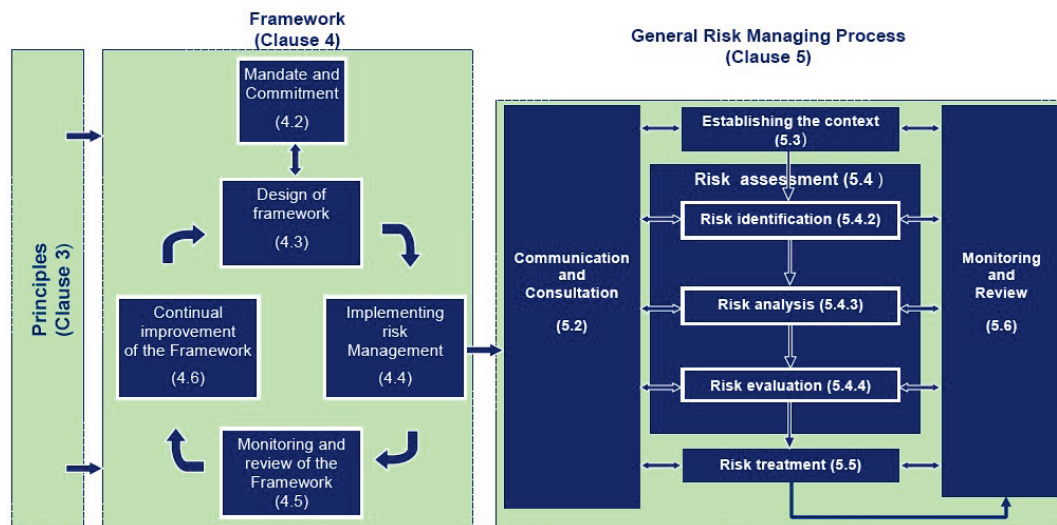 Framework
(Clause 4)
General Risk Managing Process
(Clause 5)
Principles
(Clause 3)
Mandate and
Commitment
(4.2)
Design of
framework
(4.3)
Continual
improvement
of the Framework
(4.6)
Implementing
risk
Management
(4.4)
Monitoring and
review of the
Framework
(4.5)
Communication
and
Consultation
(5.2)
Establishing the context
(5.3)
Risk assessment (5.4 )
Risk identification (5.4.2)
Risk analysis (5.4.3)
Risk evaluation (5.4.4)
Risk treatment (5.5)
Monitoring
and
Review
(5.6)